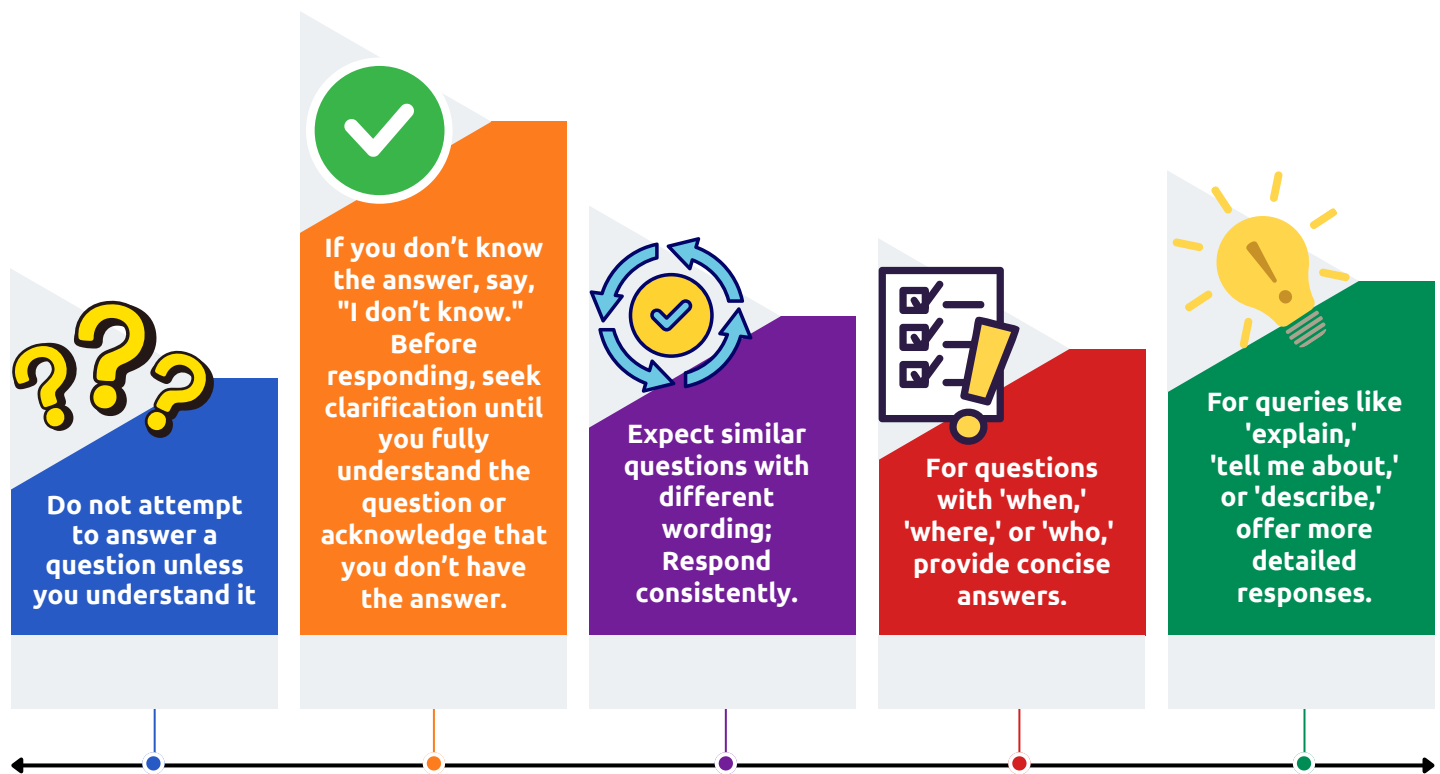 Do not attempt
to answer a
question unless
you understand it
If you don’t know
the answer, say,
"I don’t know."
Before
responding, seek
clarification until
you fully
understand the
question or
acknowledge that
you don’t have
the answer.
Expect similar
questions with
different
wording;
Respond
consistently.
For questions
with 'when,'
'where,' or 'who,'
provide concise
answers.
For queries like
'explain,'
'tell me about,'
or 'describe,'
offer more
detailed
responses.